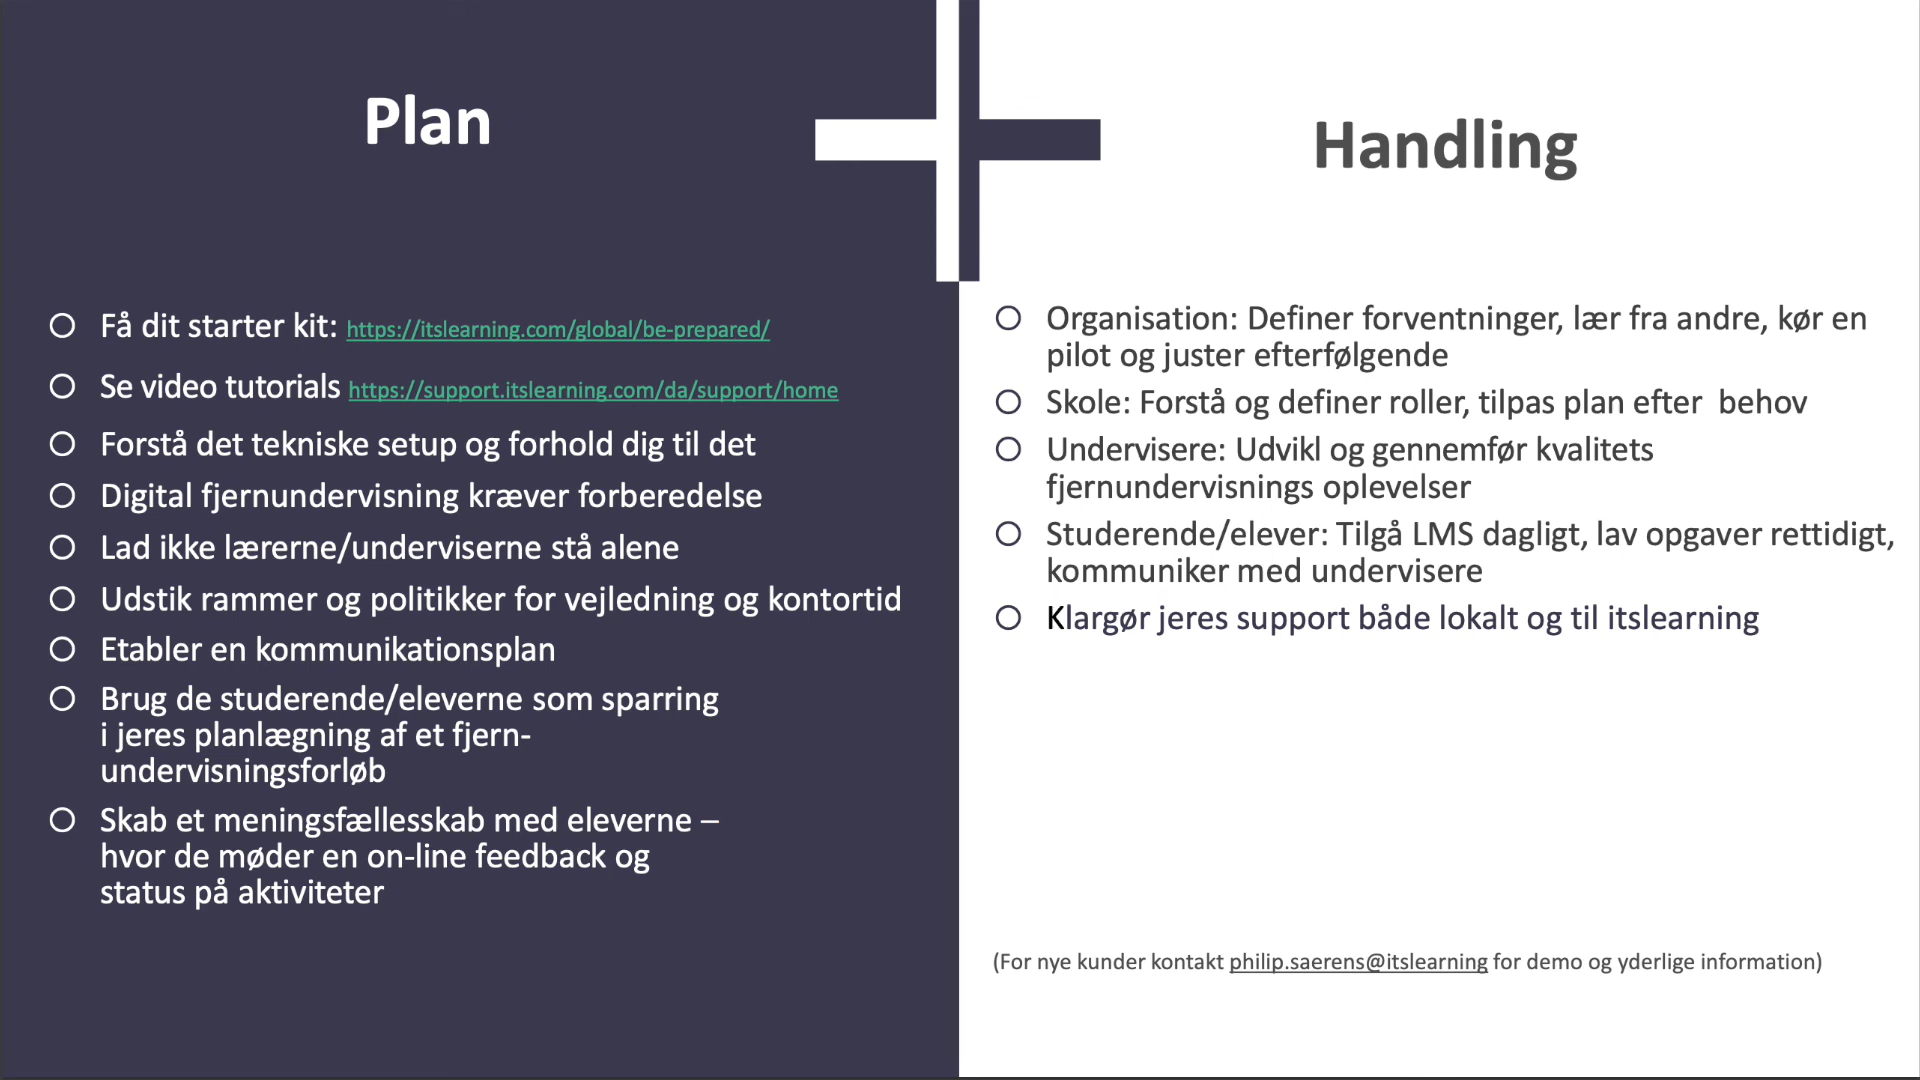 Plan
Få dit starter kit: https://itslearning.com/global/be-prepared/
Se video tutorials https://support.itslearning.com/da/support/home
Forstå det tekniske setup og forhold dig til det
Digital fjernundervisning kræver forberedelse
Lad ikke lærerne/underviserne stå alene
Udstik rammer og politikker for vejledning og kontortid
Etabler en kommunikationsplan
Brug de studerende/eleverne som sparring
i jeres planlægning af et fjern-
undervisningsforløb
Skab et meningsfællesskab med eleverne –
hvor de møder en on-line feedback og
status på aktiviteter
Handling
Organisation: Definer forventninger, lær fra andre, kør en
pilot og juster efterfølgende
Skole: Forstå og definer roller, tilpas plan efter  behov
Undervisere: Udvikl og gennemfør kvalitets
fjernundervisnings oplevelser
Studerende/elever: Tilgå LMS dagligt, lav opgaver rettidigt,
kommuniker med undervisere
Klargør jeres support både lokalt og til itslearning
(For nye kunder kontakt philip.saerens@itslearning for demo og yderlige information)